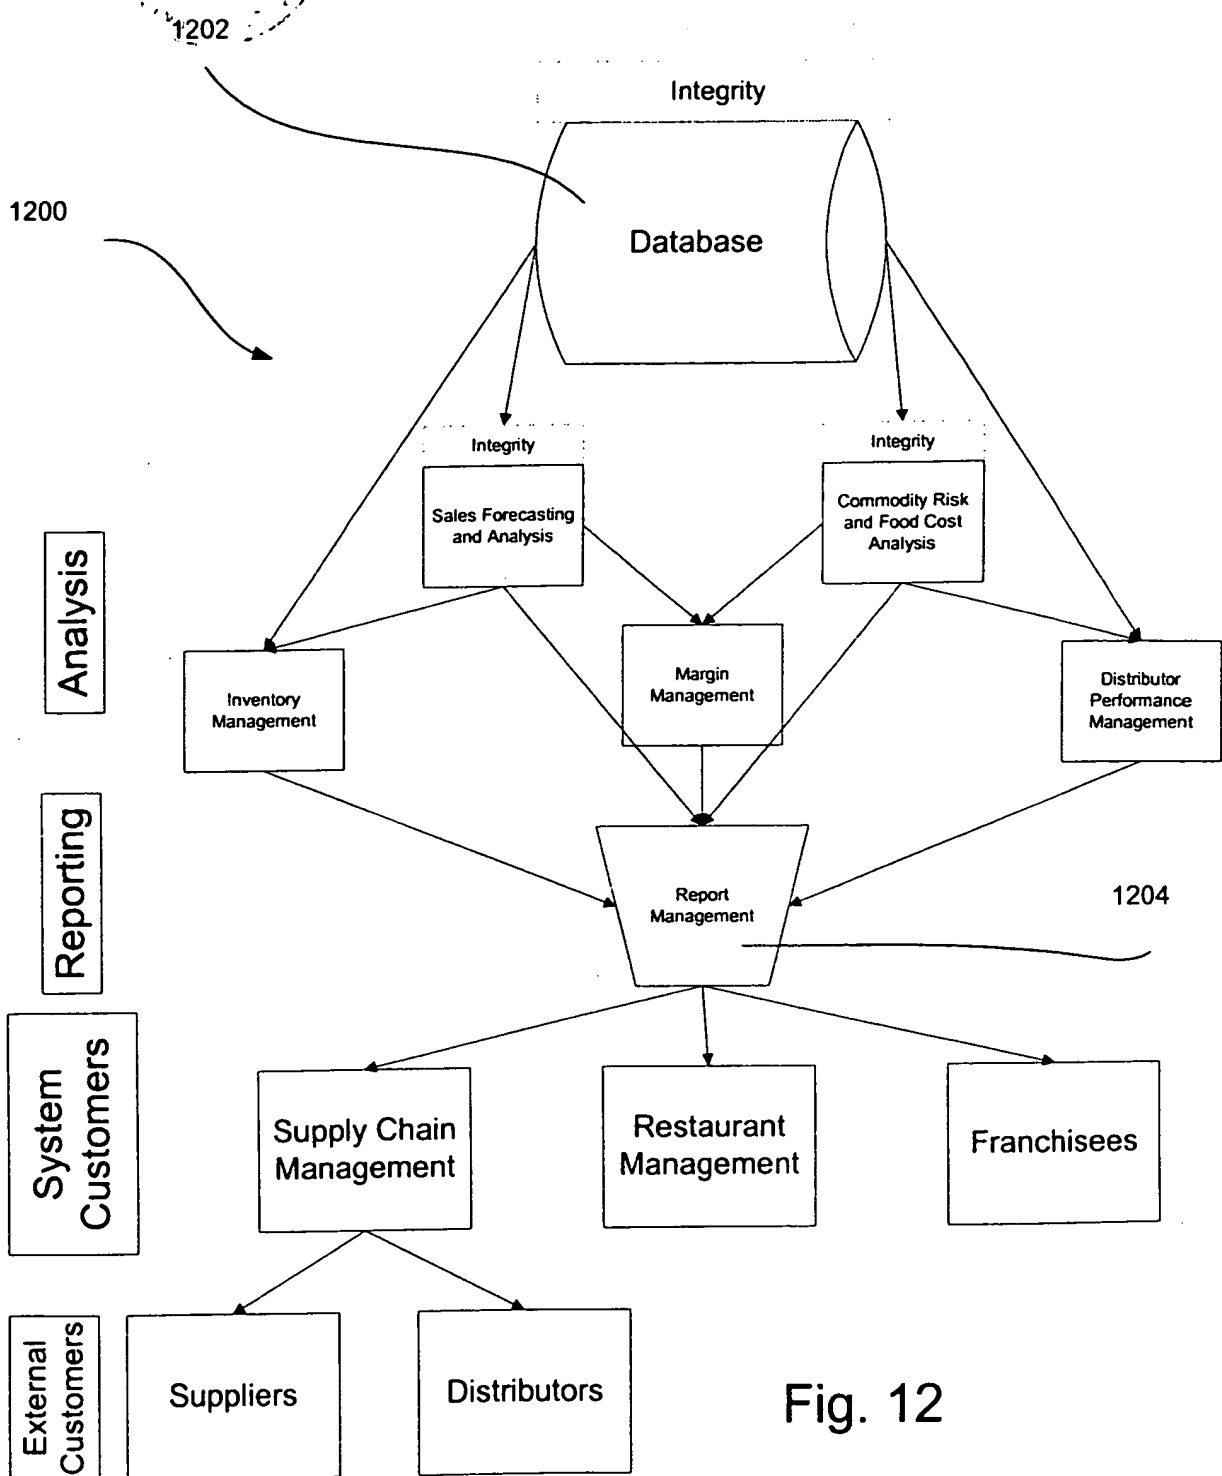 1202
Integrity
1200
Database
Integrity
Integrity
Sales Forecasting
and Analysis
Commodity Risk
and Food Cost
Analysis
Analysis
Inventory
Management
Margin
Management
Distributor
Performance
Management
Reporting
Report
Management
1204
System
Customers
Supply Chain
Management
Restaurant
Management
Franchisees
External
Customers
Suppliers
Distributors
Fig. 12